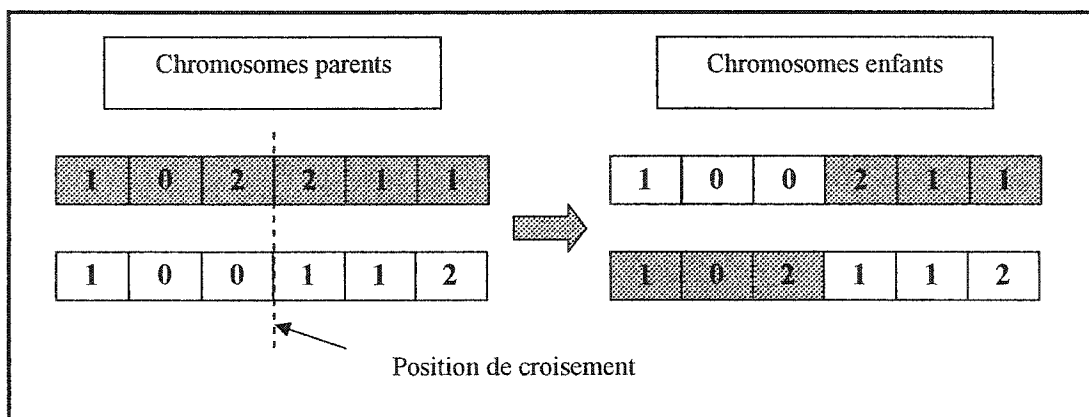 Chromosomes parents
Chromosomes enfants
1 0 2 2 1 1
1 0 0 2 1 1
1 0 0 1 1 2
1 0 2 1 1 2
Position de croisement